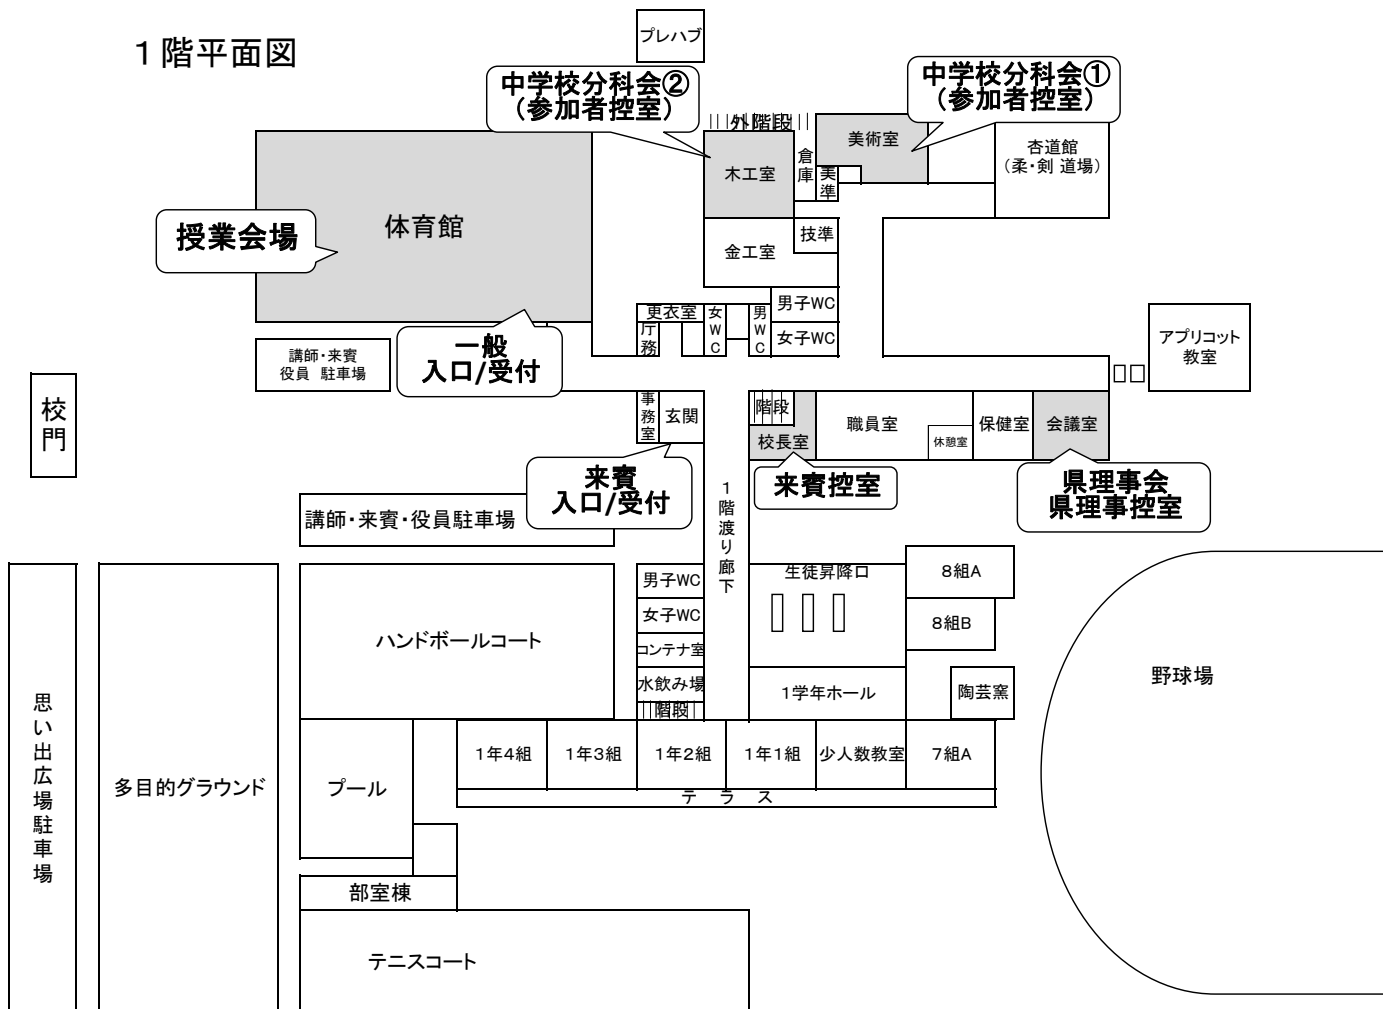 １階平面図
プレハブ
中学校分科会②
（参加者控室）
中学校分科会①
（参加者控室）
外階段
美術室
倉庫
美準
杏道館
（柔・剣 道場）
木工室
体育館
授業会場
技準
金工室
男子WC
更衣室
女WC
男WC
女子WC
庁務
一般
入口/受付
講師・来賓
役員 駐車場
アプリコット
教室
校門
事務室
玄関
階段
校長室
職員室
休憩室
保健室
会議室
来賓
入口/受付
来賓控室
県理事会
県理事控室
講師・来賓・役員駐車場
１階渡り廊下
生徒昇降口
男子WC
女子WC
コンテナ室
水飲み場
階段
８組A
８組B
ハンドボールコート
1学年ホール
陶芸窯
野球場
思い出広場駐車場
多目的グラウンド
プール
１年４組
１年３組
１年２組
１年１組
少人数教室
７組A
テ ラ ス
部室棟
テニスコート